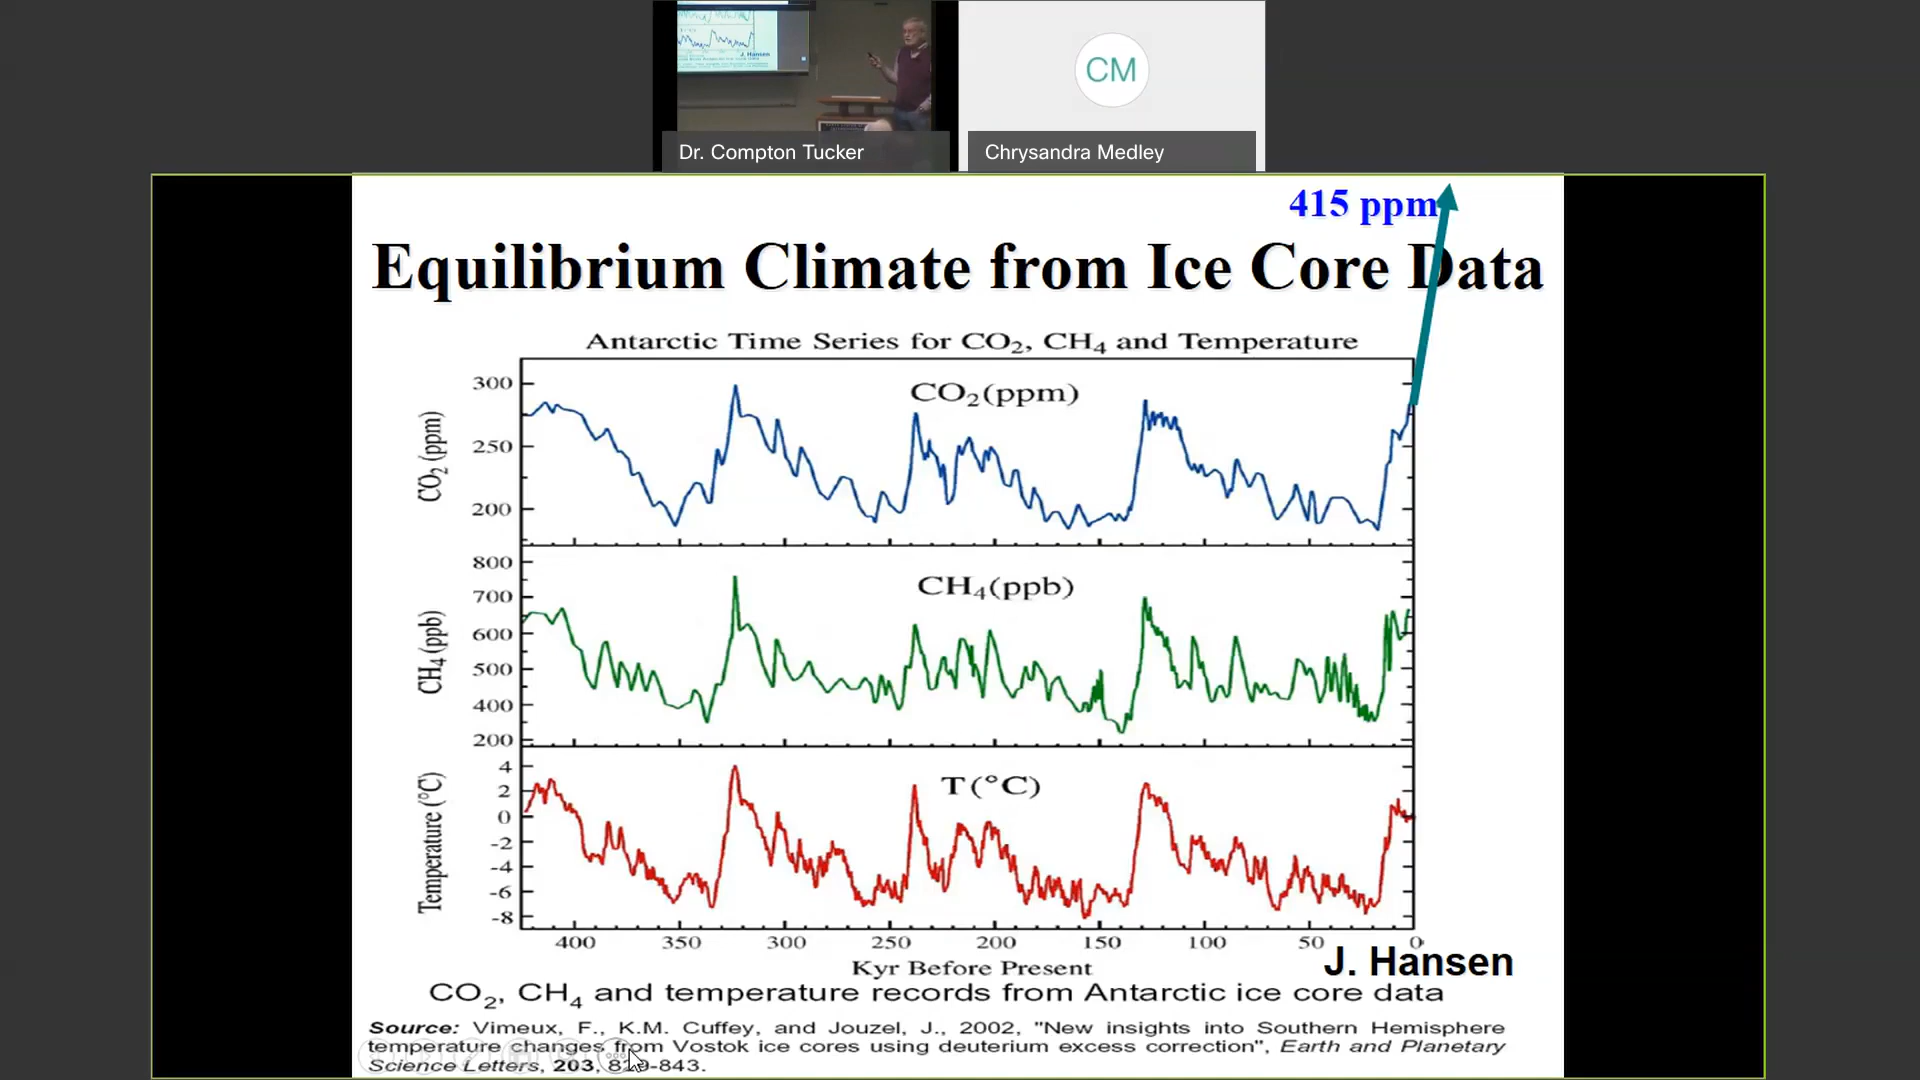 J. Hansen
Dr. Compton Tucker
CM
Chrysandra Medley
415 ppm
Equilibrium Climate from Ice Core Data
Antarctic Time Series for CO₂, CH₄ and Temperature
CO₂(ppm)
CO₂ (ppm)
300
250
200
CH₄(ppb)
CH₄ (ppb)
800
700
600
500
400
200
T(°C)
Temperature (°C)
4
2
0
-2
-4
-6
-8
400 350 300 250 200 150 100 50 0
Kyr Before Present
J. Hansen
CO₂, CH₄ and temperature records from Antarctic ice core data
Source: Vimeux, F., K.M. Cuffey, and Jouzel, J., 2002, "New insights into Southern Hemisphere
temperature changes from Vostok ice cores using deuterium excess correction", Earth and Planetary
Science Letters, 203, 829-843.